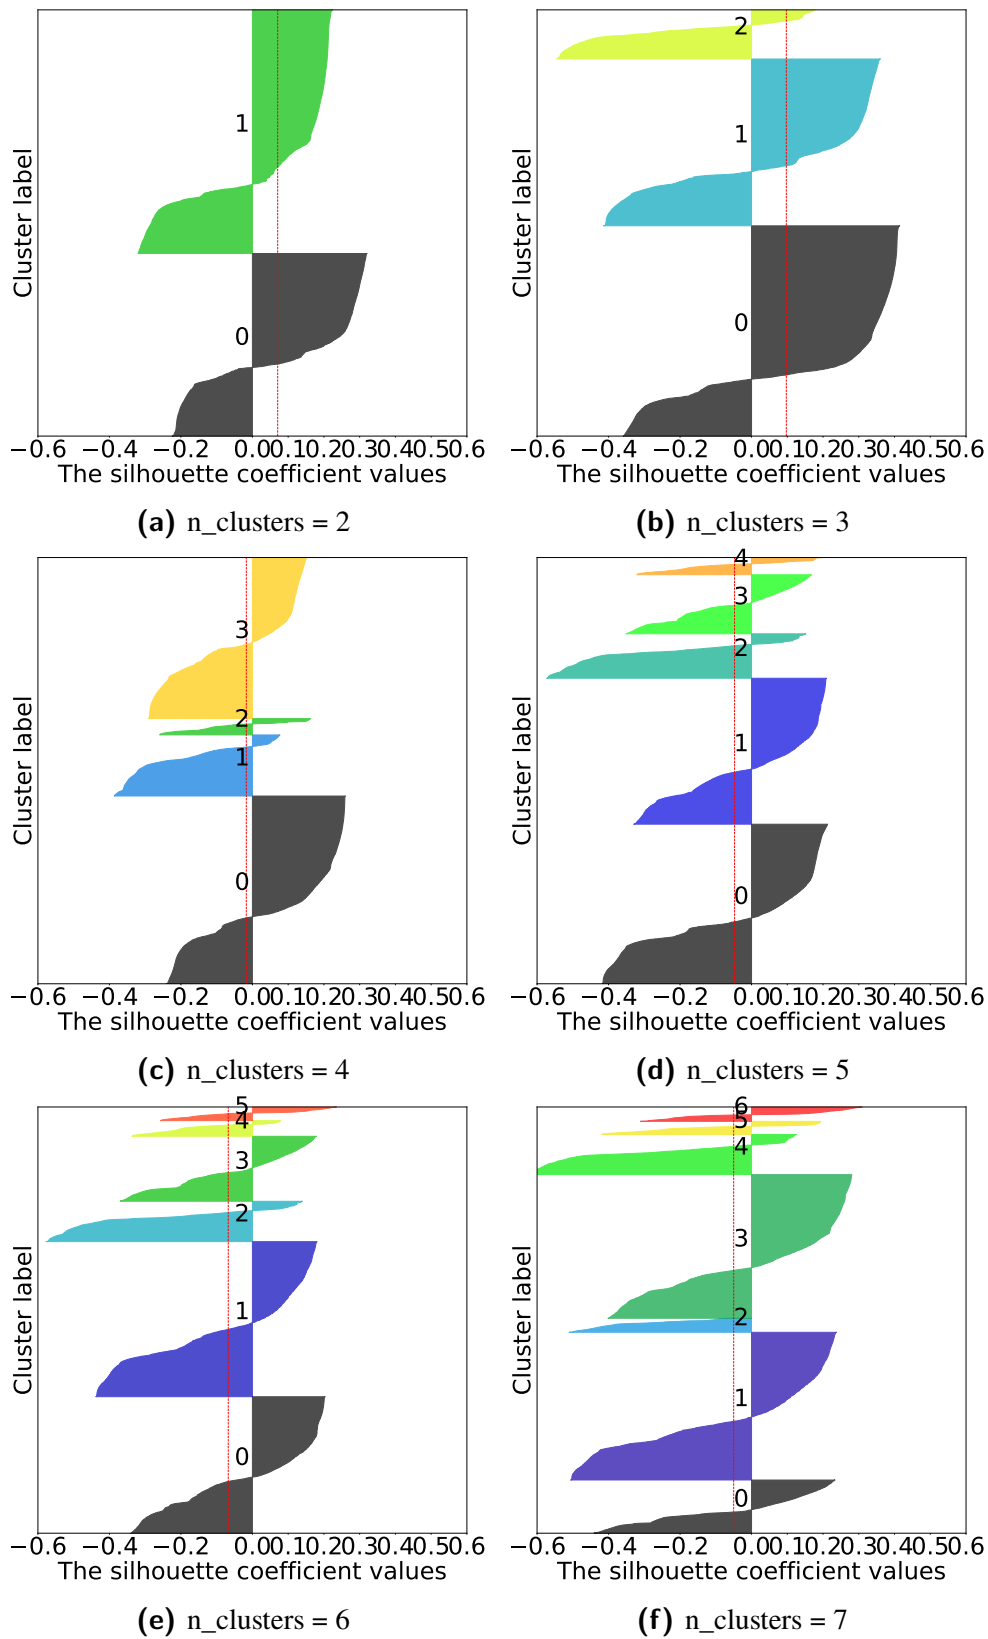 2
1
1
0
0
Cluster label
Cluster label
−0.6 −0.4 −0.2 0.00.10.20.30.40.50.6
−0.6 −0.4 −0.2 0.00.10.20.30.40.50.6
The silhouette coefficient values
The silhouette coefficient values
(a) n_clusters = 2
(b) n_clusters = 3
3
2
1
0
Cluster label
4
3
2
1
0
Cluster label
−0.6 −0.4 −0.2 0.00.10.20.30.40.50.6
−0.6 −0.4 −0.2 0.00.10.20.30.40.50.6
The silhouette coefficient values
The silhouette coefficient values
(c) n_clusters = 4
(d) n_clusters = 5
5
4
3
2
1
0
Cluster label
6
5
4
3
2
1
0
Cluster label
−0.6 −0.4 −0.2 0.00.10.20.30.40.50.6
−0.6 −0.4 −0.2 0.00.10.20.30.40.50.6
The silhouette coefficient values
The silhouette coefficient values
(e) n_clusters = 6
(f) n_clusters = 7